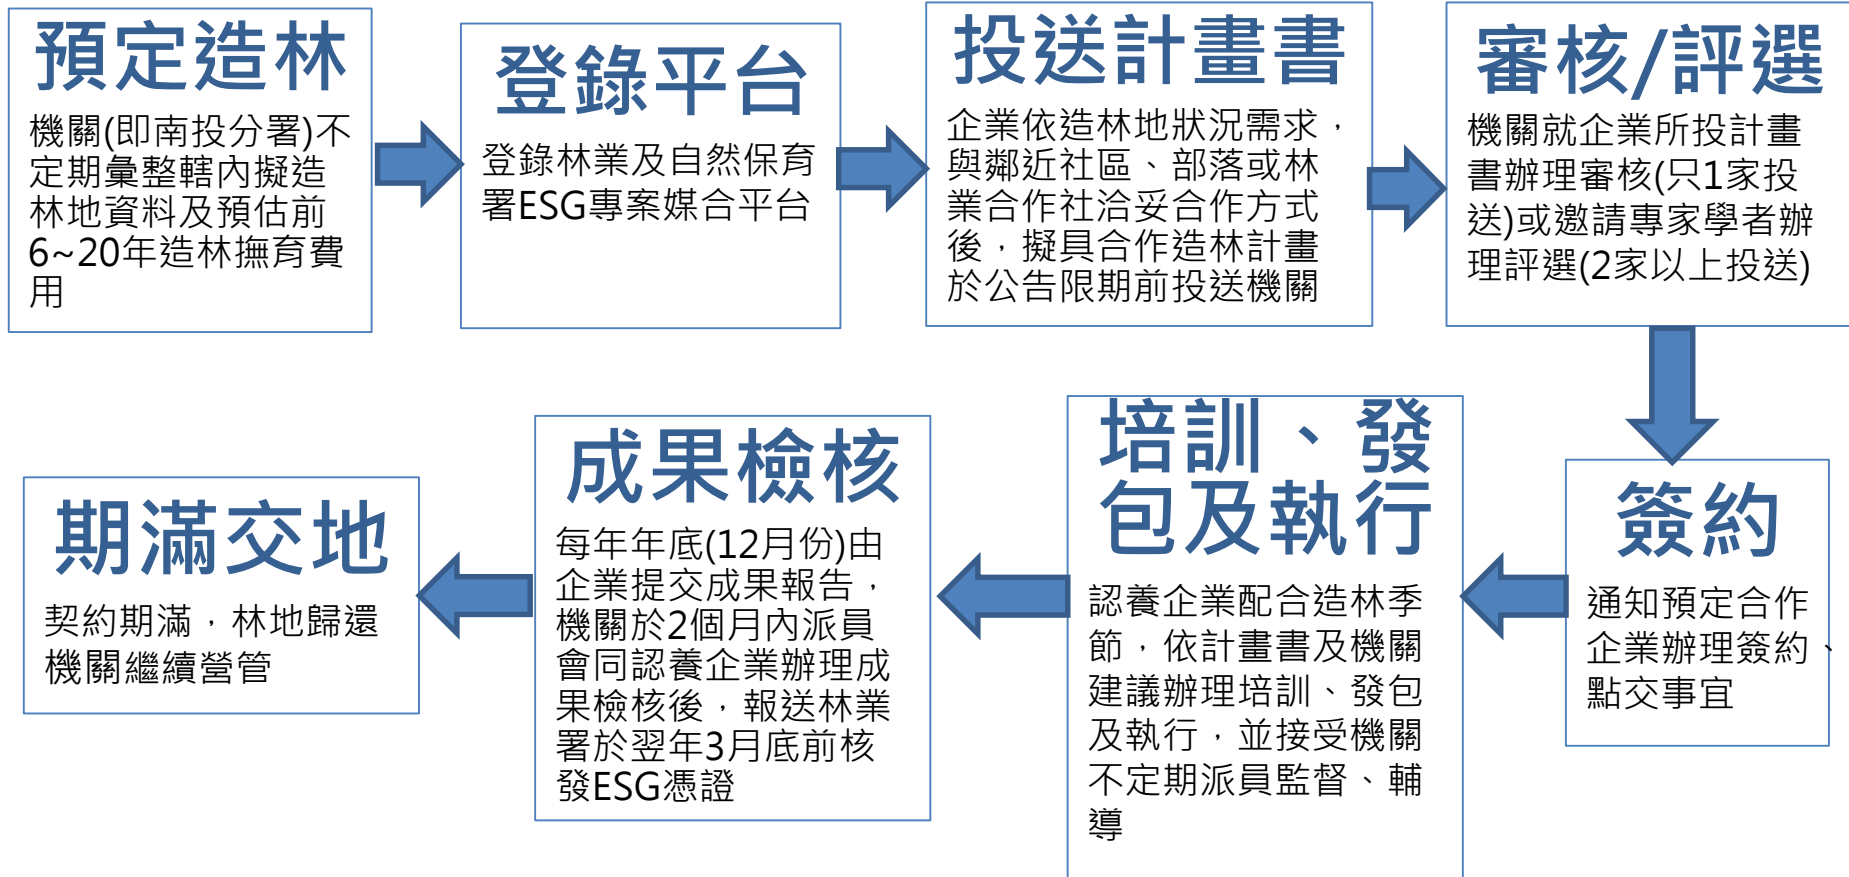 預定造林
機關(即南投分署)不
定期彙整轄內擬造
林地資料及預估前
6~20年造林撫育費
用
登錄平台
登錄林業及自然保育
署ESG專案媒合平台
投送計畫書
企業依造林地狀況需求，
與鄰近社區、部落或林
業合作社洽妥合作方式
後，擬具合作造林計畫
於公告限期前投送機關
審核/評選
機關就企業所投計畫
書辦理審核(只1家投
送)或邀請專家學者辦
理評選(2家以上投送)
簽約
通知預定合作
企業辦理簽約、
點交事宜
培訓、發
包及執行
認養企業配合造林季
節，依計畫書及機關
建議辦理培訓、發包
及執行，並接受機關
不定期派員監督、輔
導
成果檢核
每年年底(12月份)由
企業提交成果報告，
機關於2個月內派員
會同認養企業辦理成
果檢核後，報送林業
署於翌年3月底前核
發ESG憑證
期滿交地
契約期滿，林地歸還
機關繼續營管